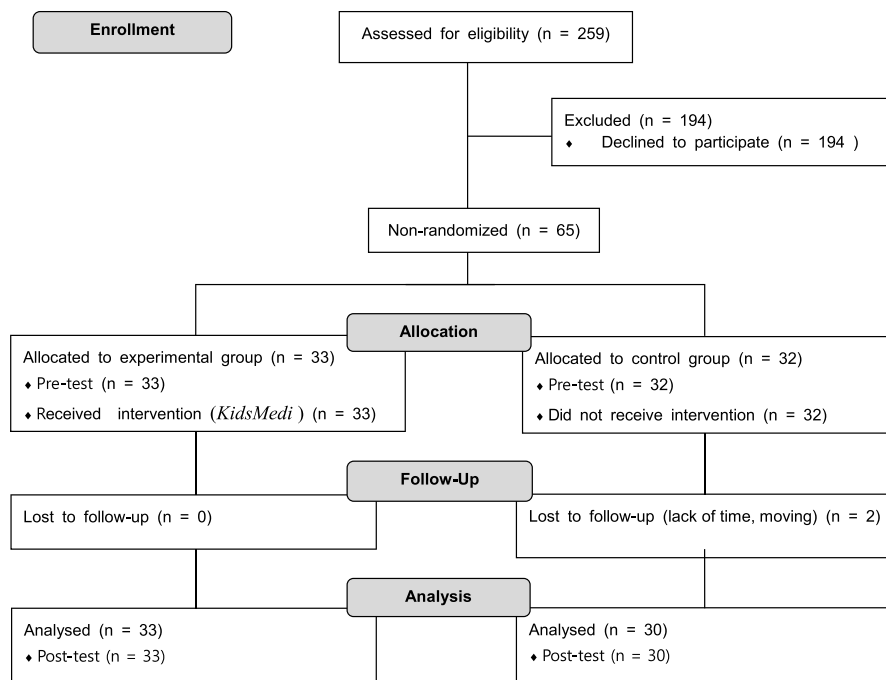 Enrollment
Assessed for eligibility (n = 259)
Excluded (n = 194)
♦ Declined to participate (n = 194 )
Non-randomized (n = 65)
Allocation
Allocated to experimental group (n = 33)
♦ Pre-test (n = 33)
♦ Received intervention (KidsMedi ) (n = 33)
Allocated to control group (n = 32)
♦ Pre-test (n = 32)
♦ Did not receive intervention (n = 32)
Follow-Up
Lost to follow-up (n = 0)
Lost to follow-up (lack of time, moving) (n = 2)
Analysis
Analysed (n = 33)
♦ Post-test (n = 33)
Analysed (n = 30)
♦ Post-test (n = 30)